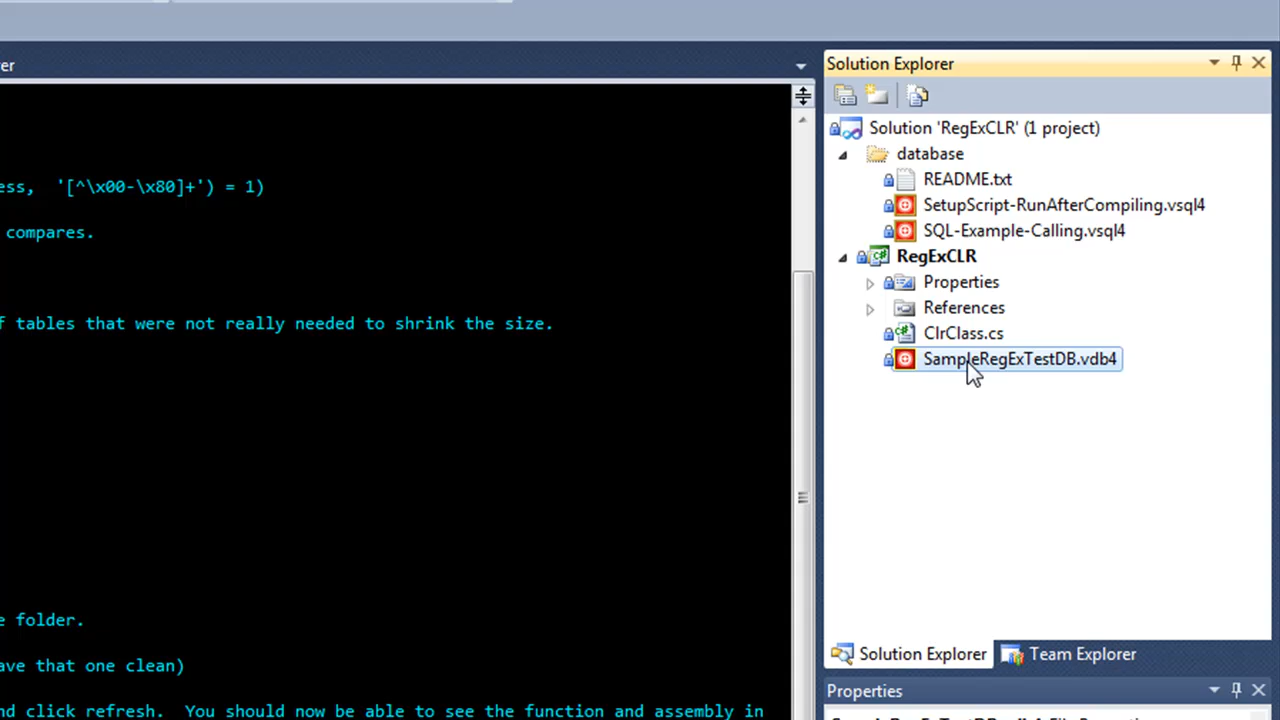 er
ess,  '[^\x00-\x80]+') = 1)
compares.
f tables that were not really needed to shrink the size.
e folder.
ave that one clean)
nd click refresh.  You should now be able to see the function and assembly in
Solution Explorer
Solution 'RegExCLR' (1 project)
database
README.txt
SetupScript-RunAfterCompiling.vsql4
SQL-Example-Calling.vsql4
RegExCLR
Properties
References
ClrClass.cs
SampleRegExTestDB.vdb4
Solution Explorer
Team Explorer
Properties